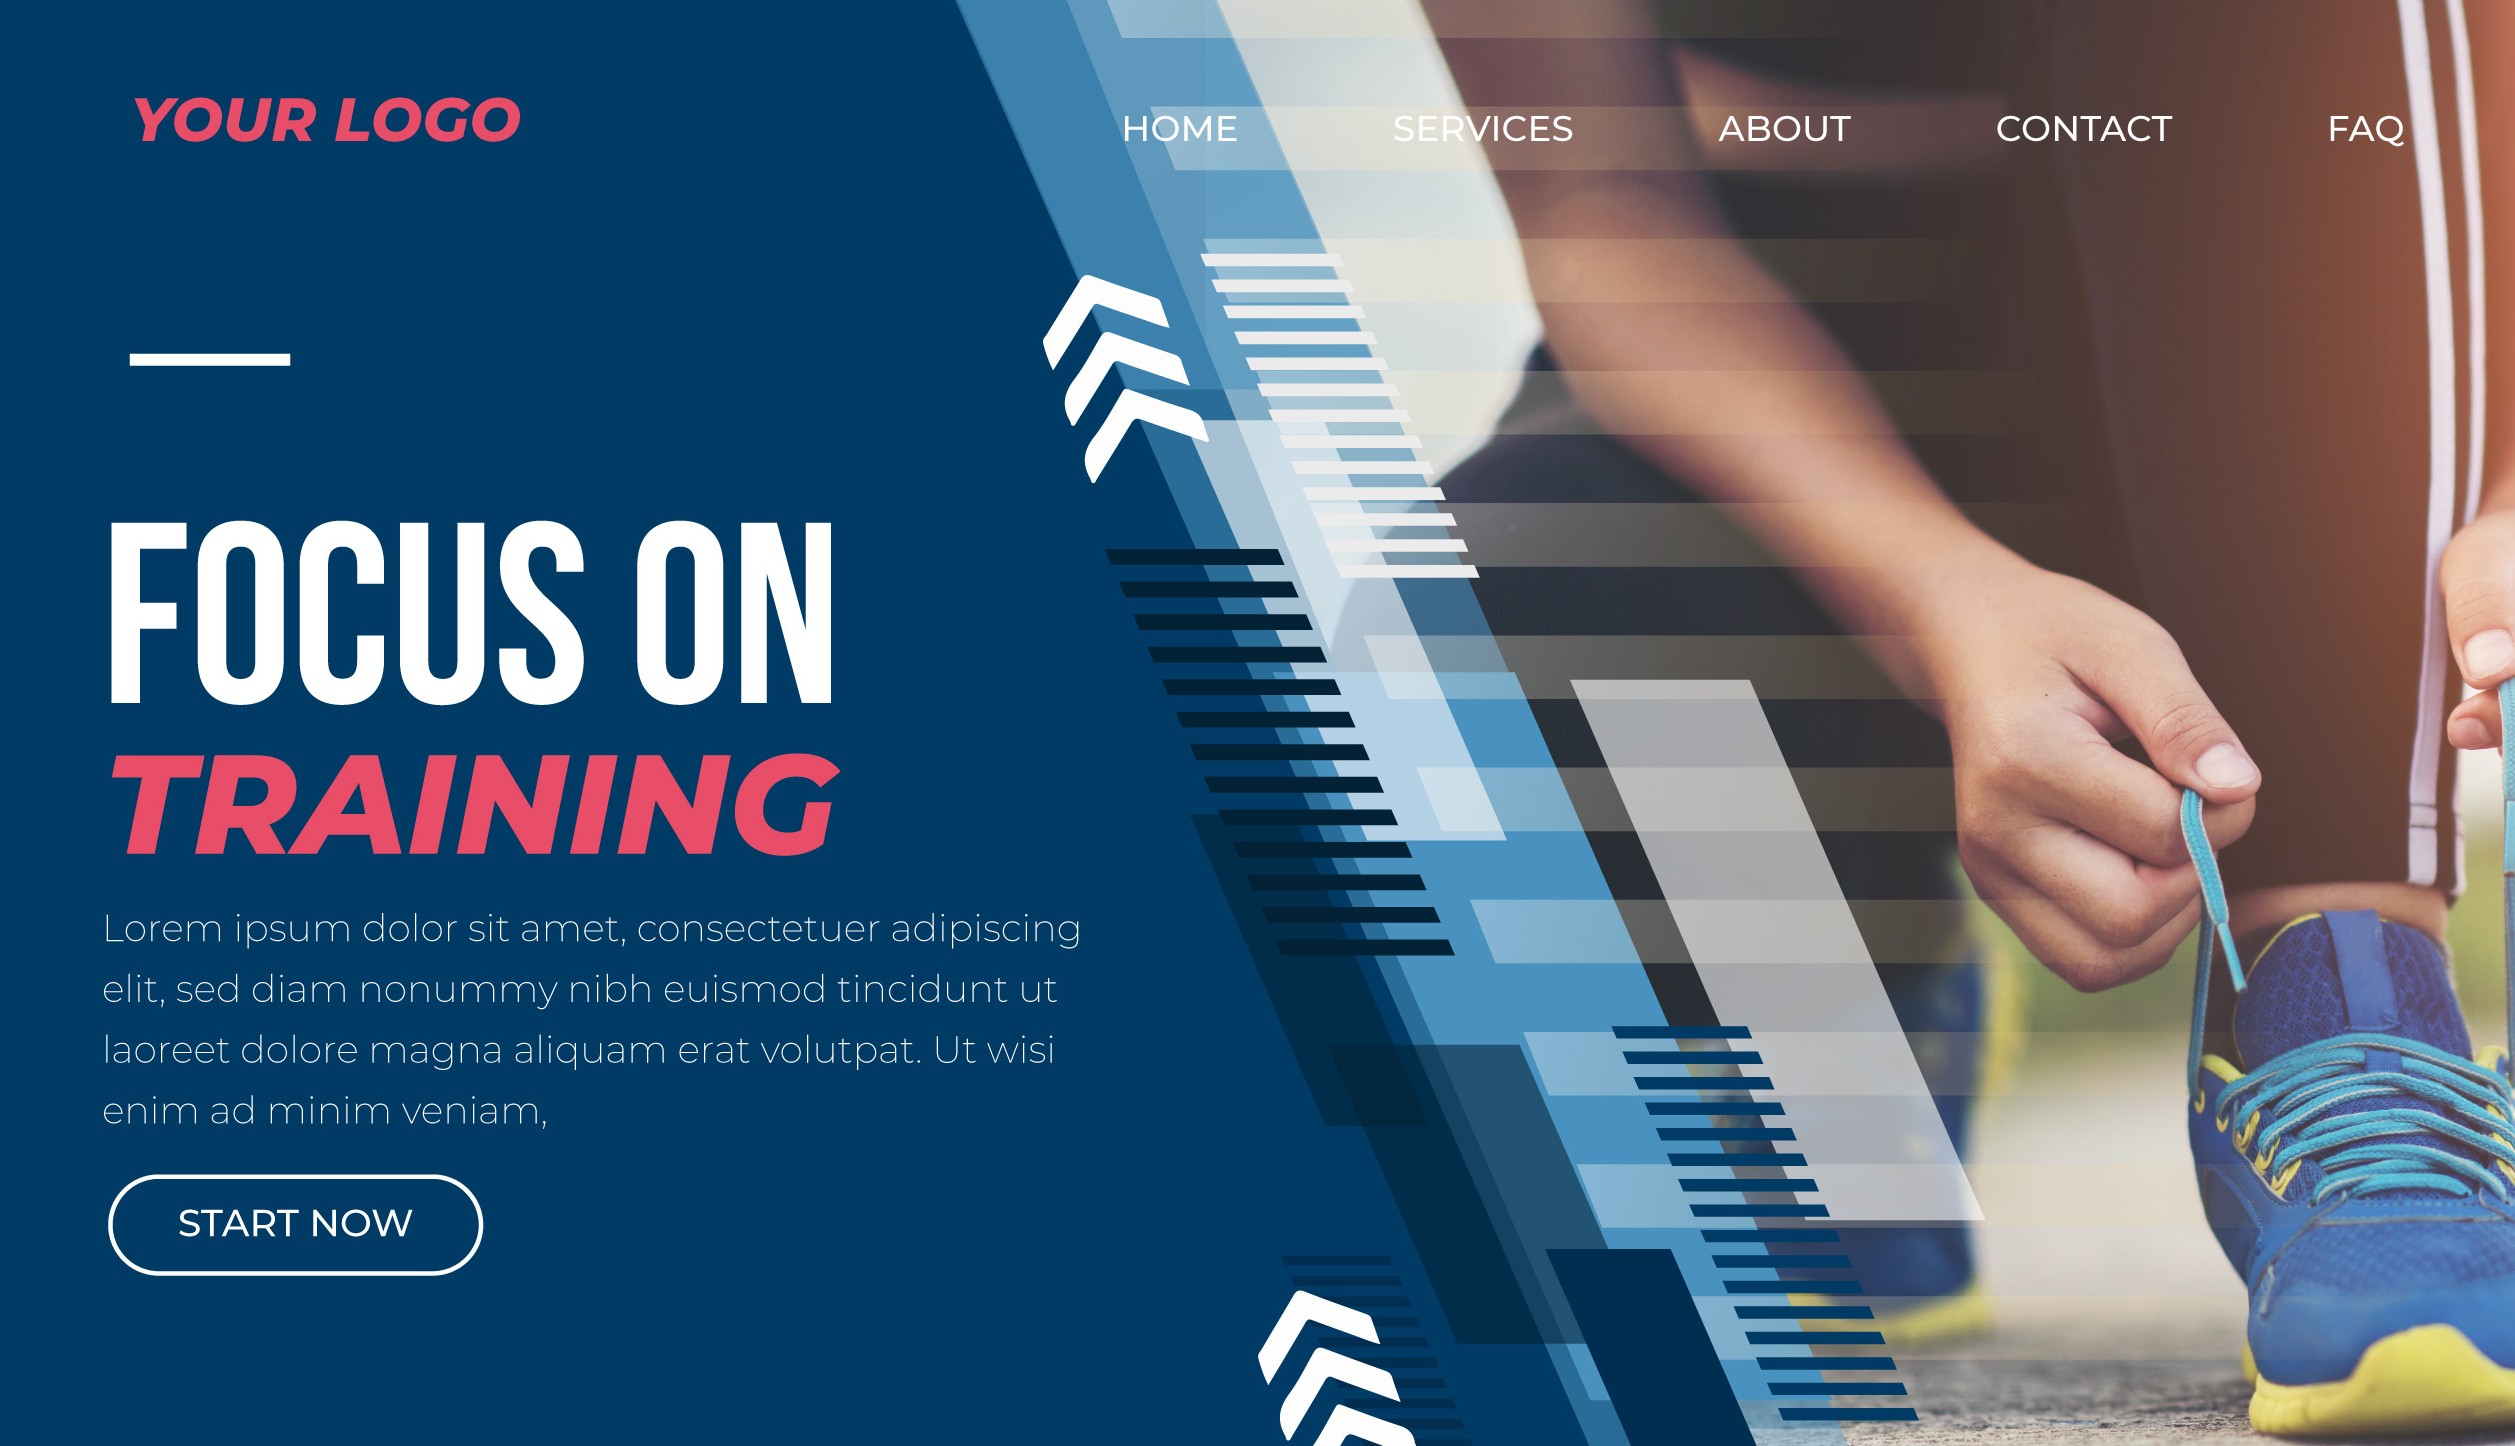 YOUR LOGO
HOME SERVICES ABOUT CONTACT FAQ
FOCUS ON
TRAINING
Lorem ipsum dolor sit amet, consectetuer adipiscing
elit, sed diam nonummy nibh euismod tincidunt ut
laoreet dolore magna aliquam erat volutpat. Ut wisi
enim ad minim veniam,
START NOW